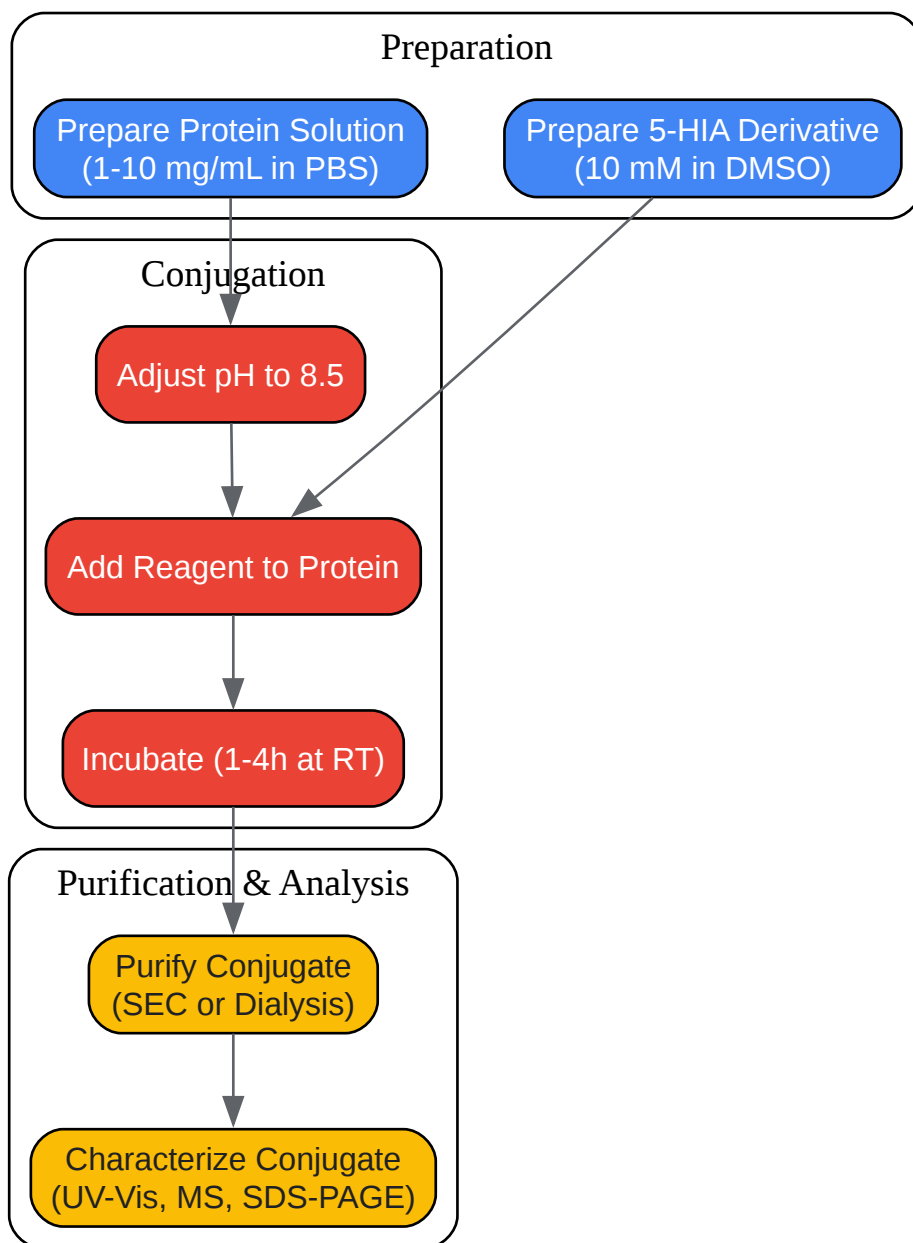 Preparation
Prepare Protein Solution
(1-10 mg/mL in PBS)
Prepare 5-HIA Derivative
(10 mM in DMSO)
Conjugation
Adjust pH to 8.5
Add Reagent to Protein
Incubate (1-4h at RT)
Purification & Analysis
Purify Conjugate
(SEC or Dialysis)
Characterize Conjugate
(UV-Vis, MS, SDS-PAGE)